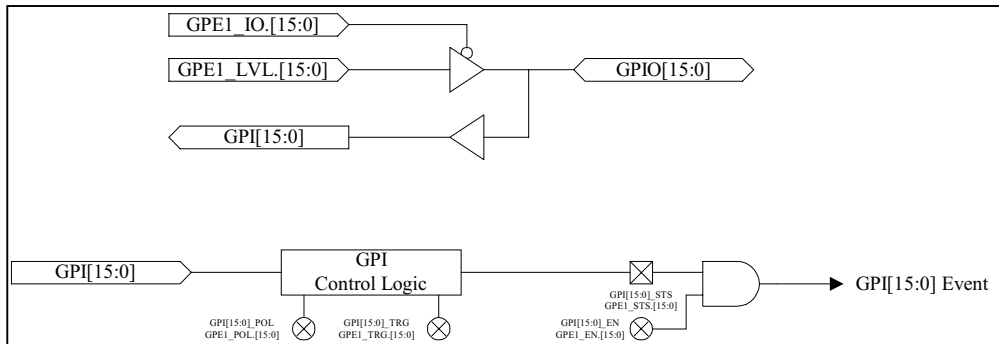 GPE1_IO.[15:0]
GPE1_LVL.[15:0]
GPIO[15:0]
GPI[15:0]
GPI[15:0]
GPI
Control Logic
GPI[15:0] Event
GPI[15:0]_POL
GPE1_POL.[15:0]
GPI[15:0]_TRG
GPE1_TRG.[15:0]
GPI[15:0]_STS
GPE1_STS.[15:0]
GPI[15:0]_EN
GPE1_EN.[15:0]